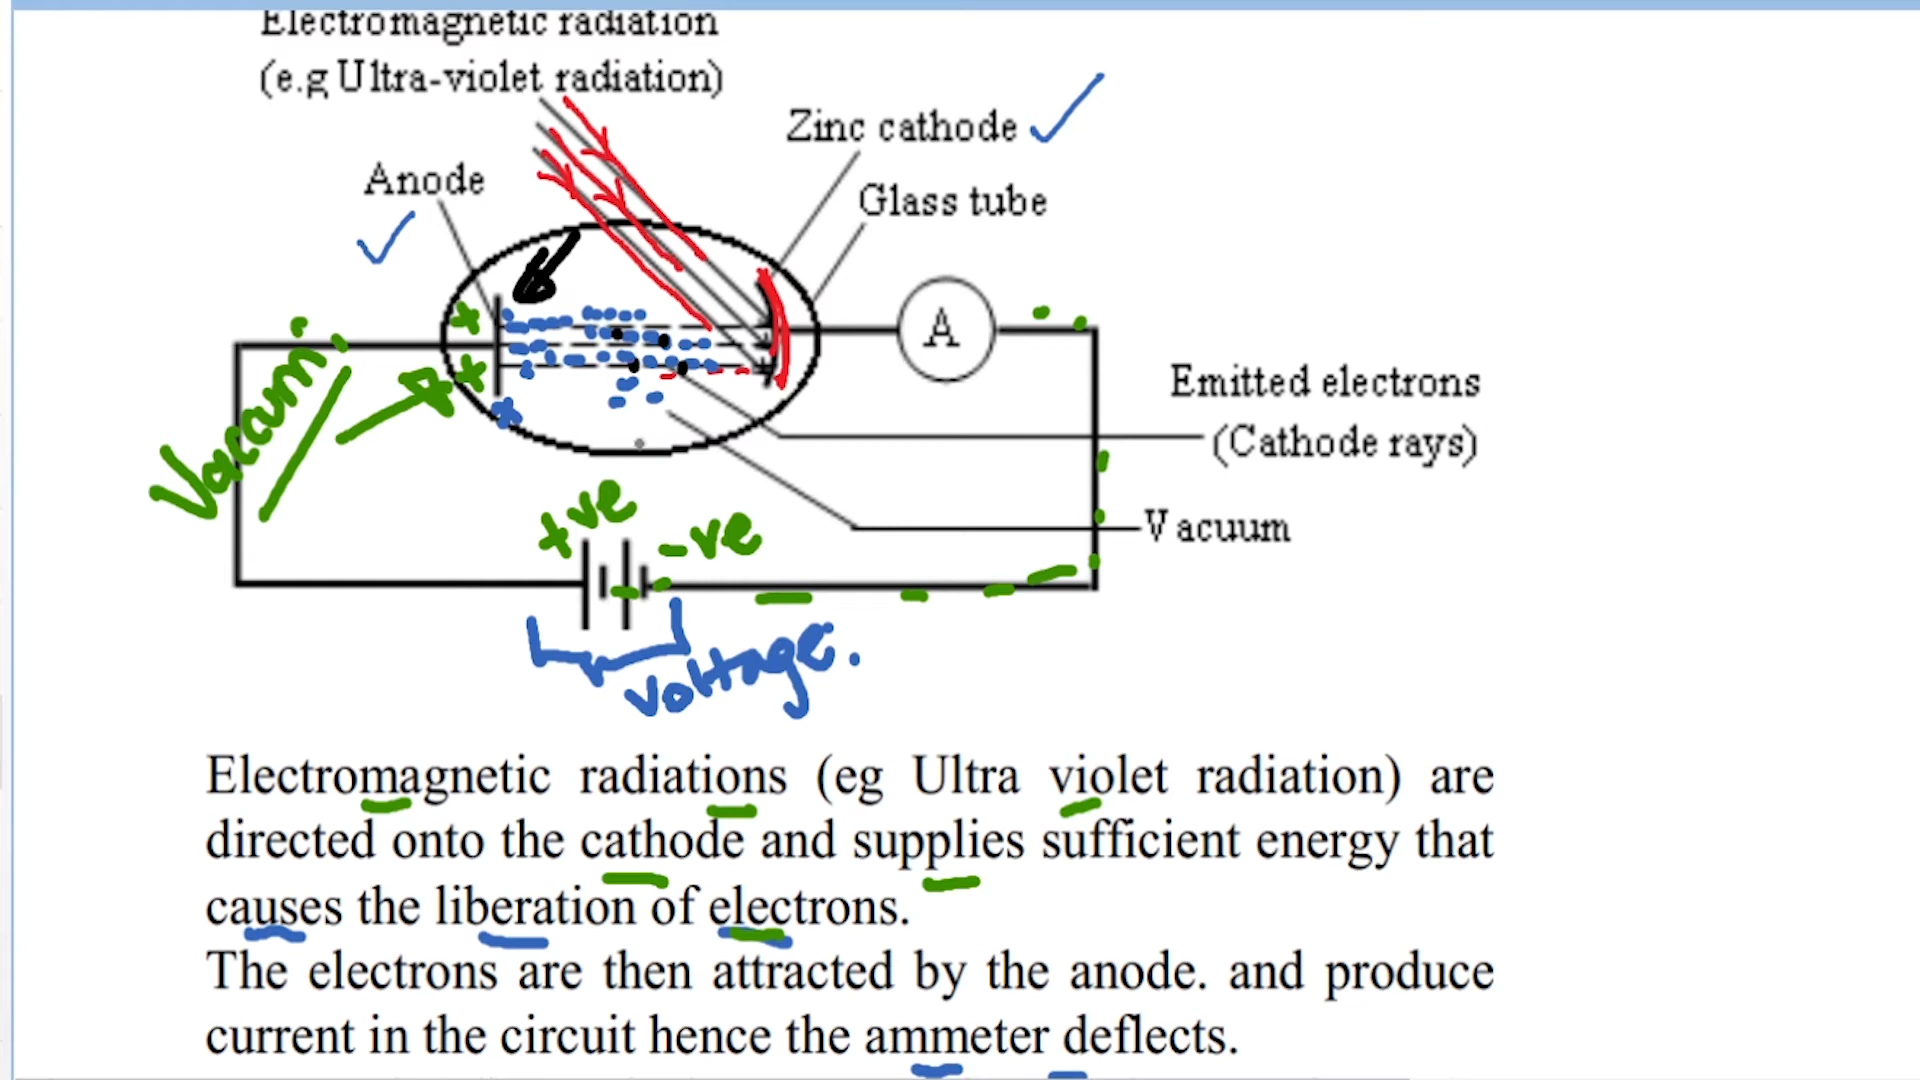 Electromagnetic radiation
(e.g Ultra-violet radiation)
Zinc cathode
Anode
Glass tube
A
Emitted electrons
(Cathode rays)
Vacuum
Vacuum
+ve
-ve
voltage.
Electromagnetic radiations (eg Ultra violet radiation) are
directed onto the cathode and supplies sufficient energy that
causes the liberation of electrons.
The electrons are then attracted by the anode. and produce
current in the circuit hence the ammeter deflects.